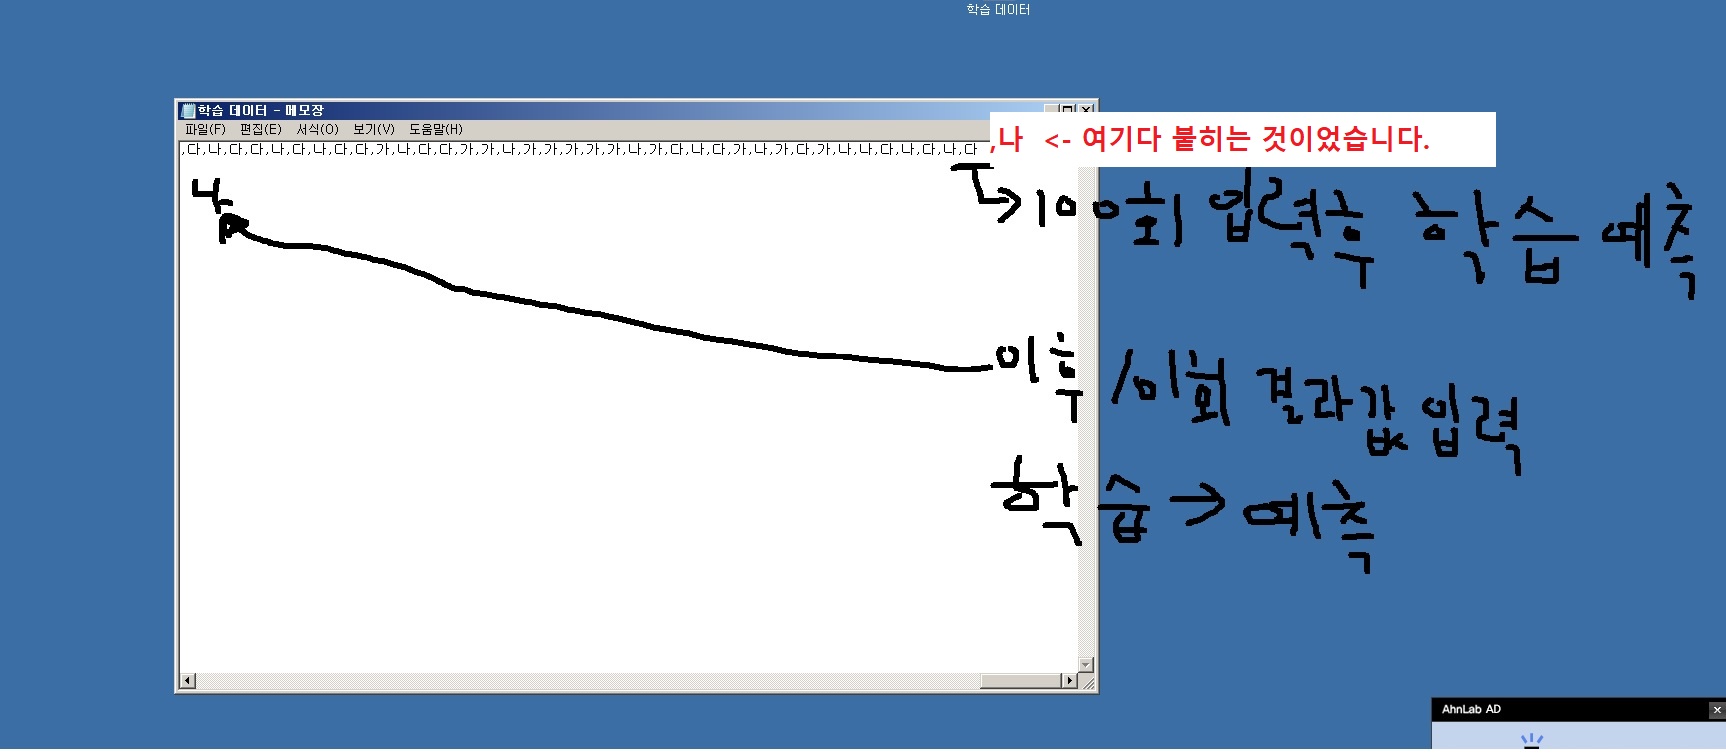 학습 데이터
학습 데이터 - 메모장
파일(F) 편집(E) 서식(O) 보기(V) 도움말(H)
,다,나,다,다,나,다,나,다,다,가,나,다,다,가,가,나,가,가,가,가,나,가,다,나,가,다,가,나,가,다,가,나,나,다,나,다,나,다
,나 <- 여기다 붙히는 것이었습니다.
나
100회 입력후 학습 예측
이후 101회 결과값 입력
학습 → 예측
AhnLab AD